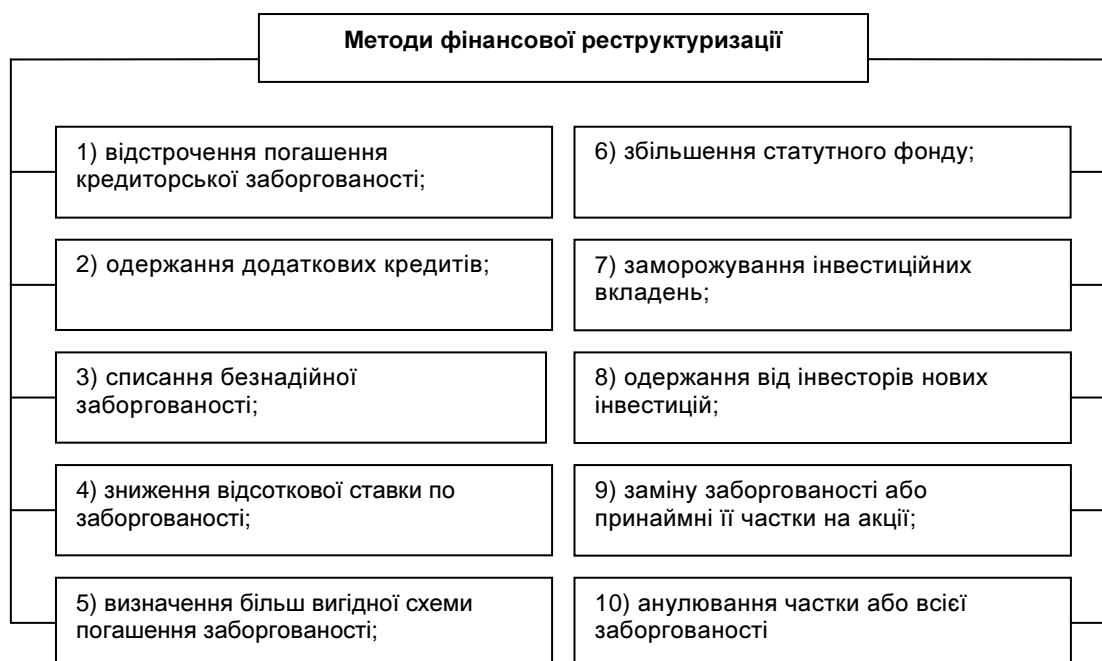 Методи фінансової реструктуризації
1) відстрочення погашення
кредиторської заборгованості;
2) одержання додаткових кредитів;
3) списання безнадійної
заборгованості;
4) зниження відсоткової ставки по
заборгованості;
5) визначення більш вигідної схеми
погашення заборгованості;
6) збільшення статутного фонду;
7) заморожування інвестиційних
вкладень;
8) одержання від інвесторів нових
інвестицій;
9) заміну заборгованості або
принаймні її частки на акції;
10) анулювання частки або всієї
заборгованості